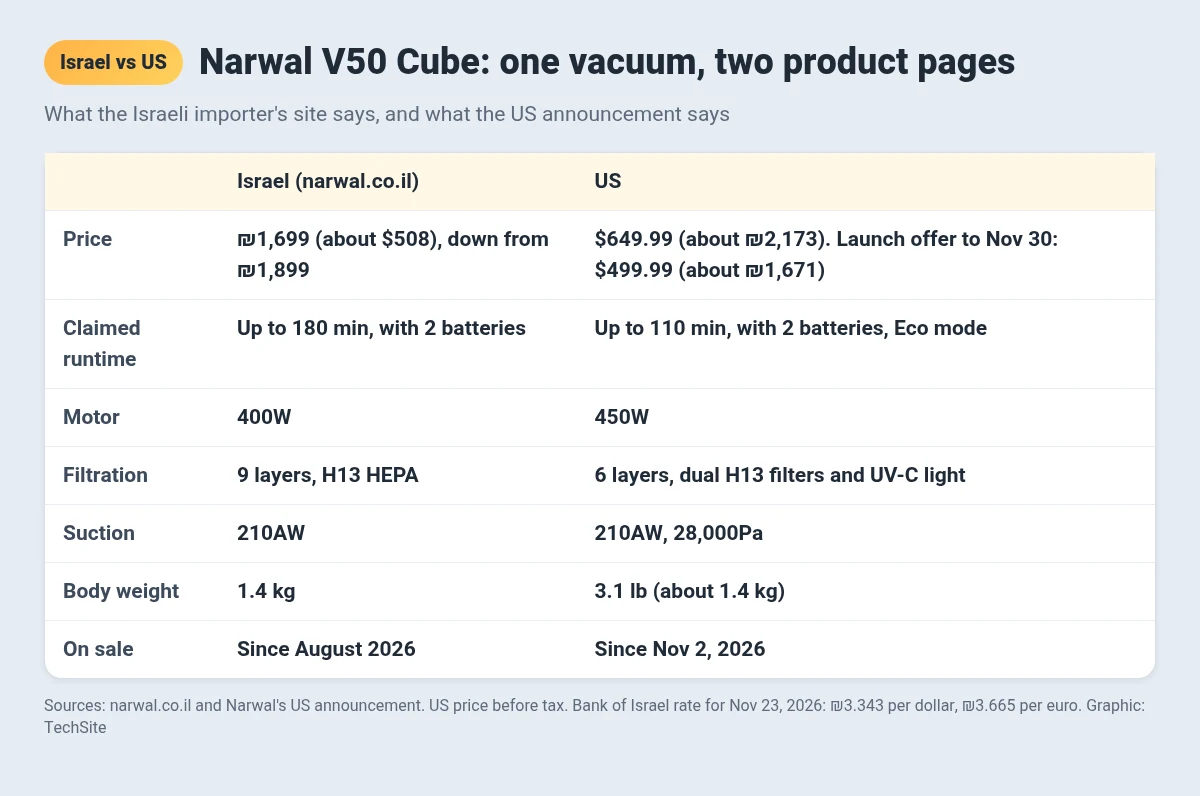 Israel vs US
Narwal V50 Cube: one vacuum, two product pages
What the Israeli importer's site says, and what the US announcement says
Israel (narwal.co.il)
US
Price
₪1,699 (about $508), down from
₪1,899
$649.99 (about ₪2,173). Launch offer to Nov 30:
$499.99 (about ₪1,671)
Claimed
runtime
Up to 180 min, with 2 batteries
Up to 110 min, with 2 batteries, Eco mode
Motor
400W
450W
Filtration
9 layers, H13 HEPA
6 layers, dual H13 filters and UV-C light
Suction
210AW
210AW, 28,000Pa
Body weight
1.4 kg
3.1 lb (about 1.4 kg)
On sale
Since August 2026
Since Nov 2, 2026
Sources: narwal.co.il and Narwal's US announcement. US price before tax. Bank of Israel rate for Nov 23, 2026: ₪3.343 per dollar, ₪3.665 per euro. Graphic:
TechSite